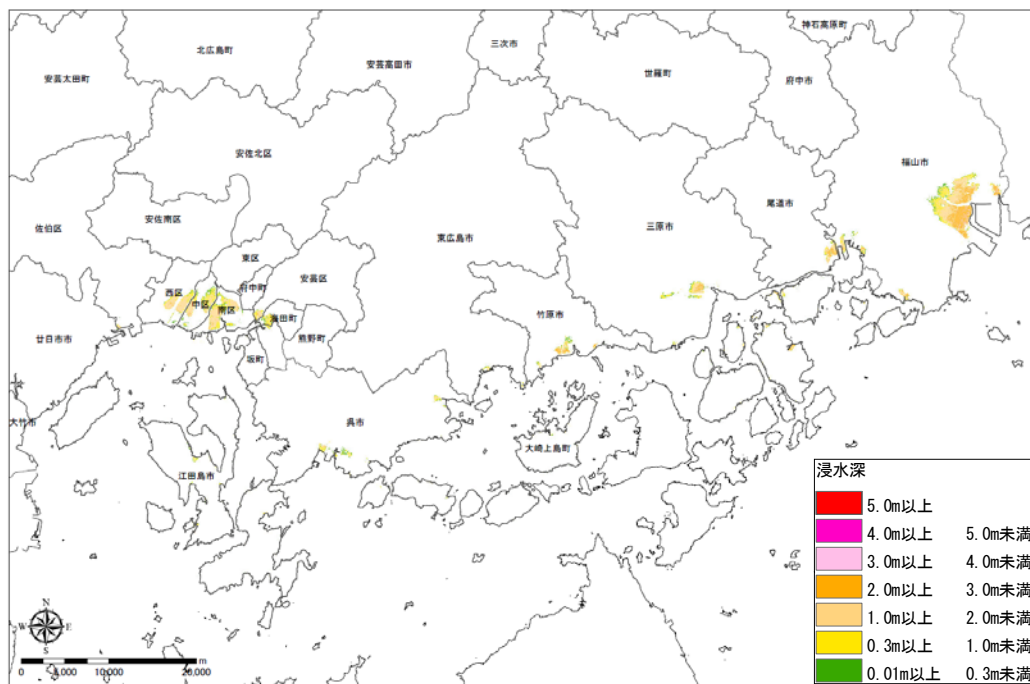 神石高原町
北広島町
安芸高田市
三次市
世羅町
府中市
安芸太田町
安佐北区
福山市
佐伯区
安佐南区
東広島市
三原市
尾道市
東区
安芸区
西区
中区
南区
府中町
海田町
廿日市市
竹原市
熊野町
坂町
大竹市
呉市
大崎上島町
江田島市
浸水深
5.0m以上
4.0m以上 5.0m未満
3.0m以上 4.0m未満
2.0m以上 3.0m未満
1.0m以上 2.0m未満
0.3m以上 1.0m未満
0.01m以上 0.3m未満
N
W E
S
0 5,000 10,000 20,000 m